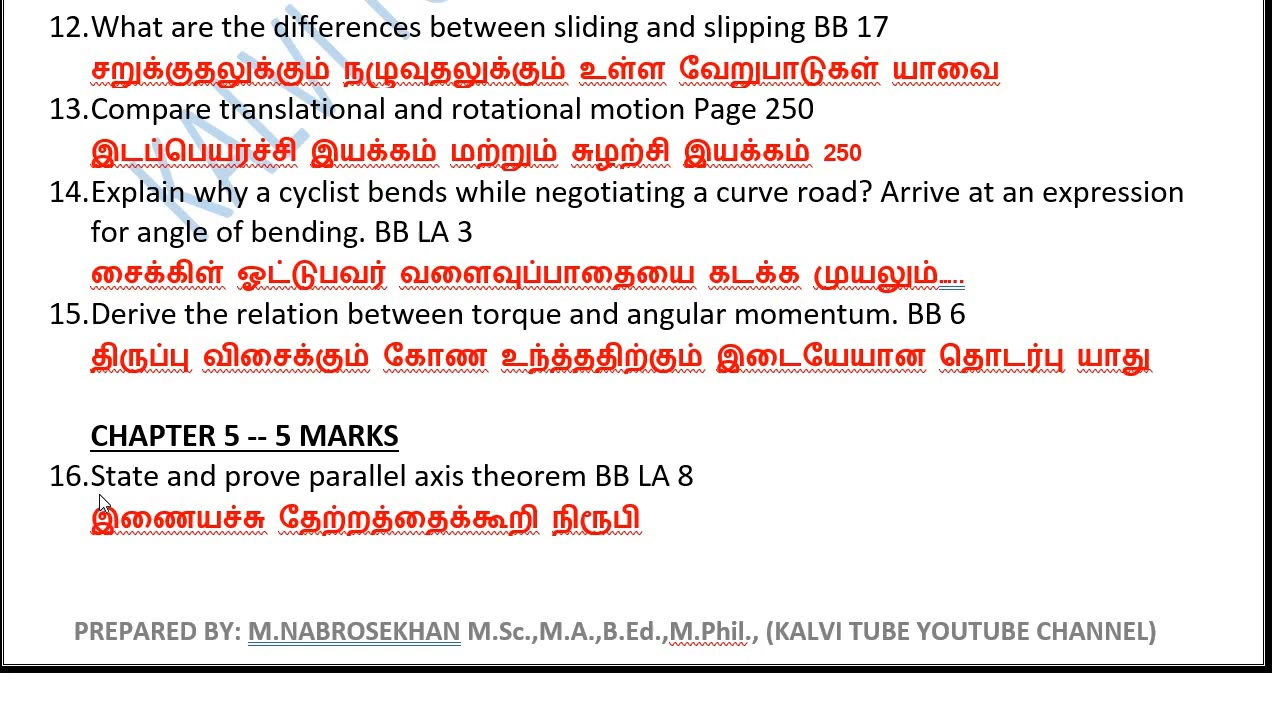 12.What are the differences between sliding and slipping BB 17
சறுக்குதலுக்கும் நழுவுதலுக்கும் உள்ள வேறுபாடுகள் யாவை
13.Compare translational and rotational motion Page 250
இடப்பெயர்ச்சி இயக்கம் மற்றும் சுழற்சி இயக்கம் 250
14.Explain why a cyclist bends while negotiating a curve road? Arrive at an expression
for angle of bending. BB LA 3
சைக்கிள் ஓட்டுபவர் வளைவுப்பாதையை கடக்க முயலும்.....
15.Derive the relation between torque and angular momentum. BB 6
திருப்பு விசைக்கும் கோண உந்த்ததிற்கும் இடையேயான தொடர்பு யாது
CHAPTER 5 -- 5 MARKS
16.State and prove parallel axis theorem BB LA 8
இணையச்சு தேற்றத்தைக்கூறி நிரூபி
PREPARED BY: M.NABROSEKHAN M.Sc.,M.A.,B.Ed.,M.Phil., (KALVI TUBE YOUTUBE CHANNEL)